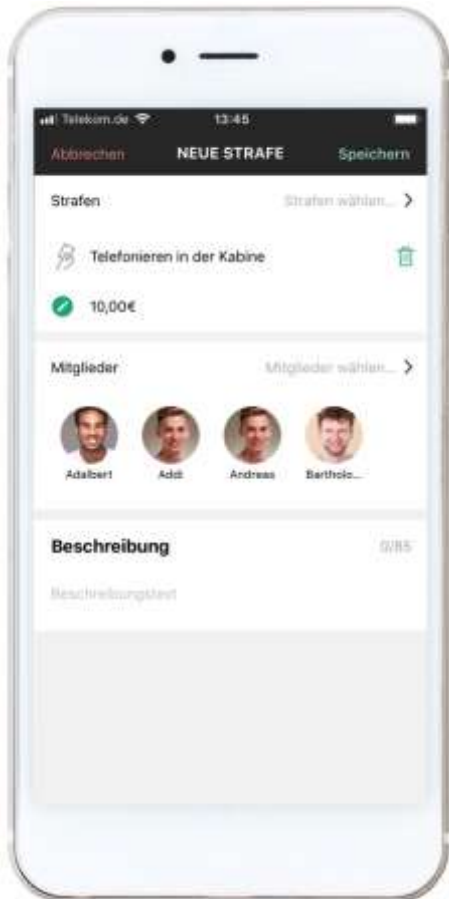 Telekom.de 13:45
Abbrechen NEUE STRAFE Speichern
Strafen Strafen wählen... >
Telefonieren in der Kabine
10,00€
Mitglieder Mitglieder wählen... >
Adalbert Addi Andreas Bartholo...
Beschreibung 0/85
Beschreibungstext